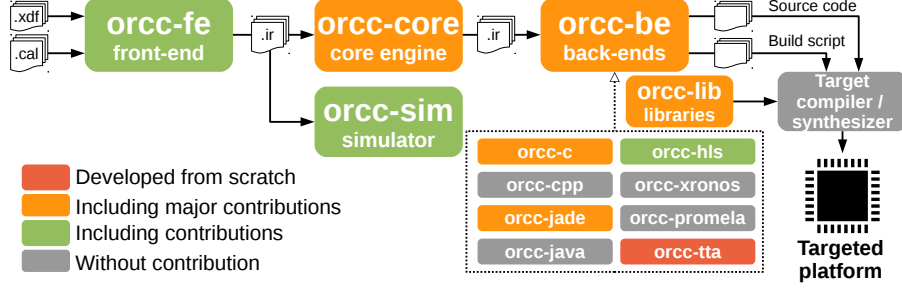 .xdf
.cal
orcc-fe
front-end
.ir
orcc-core
core engine
.ir
orcc-be
back-ends
Source code
Build script
orcc-sim
simulator
orcc-lib
libraries
Target
compiler /
synthesizer
orcc-c
orcc-hls
orcc-cpp
orcc-xronos
orcc-jade
orcc-promela
orcc-java
orcc-tta
Developed from scratch
Including major contributions
Including contributions
Without contribution
Targeted
platform